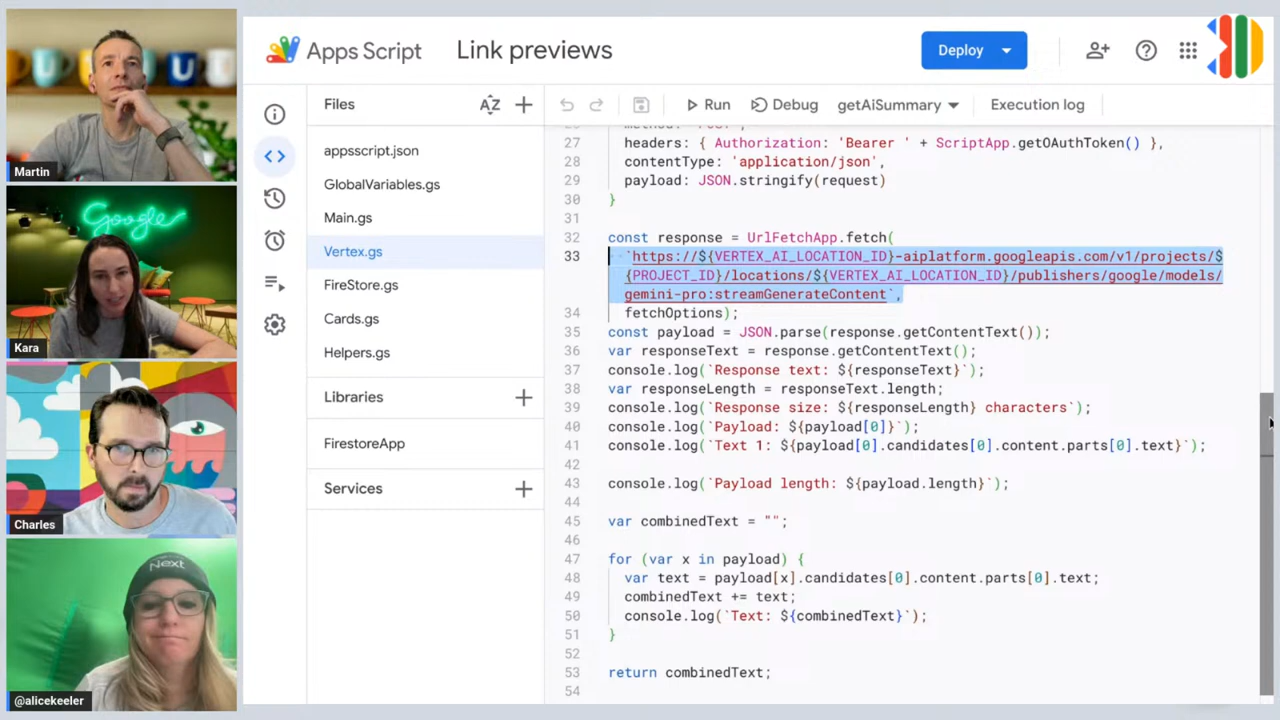 Martin
Google
Kara
Charles
Next
@alicekeeler
Apps Script
Link previews
Deploy
Files
AZ
Run
Debug
getAiSummary
Execution log
appsscript.json
GlobalVariables.gs
Main.gs
Vertex.gs
FireStore.gs
Cards.gs
Helpers.gs
Libraries
FirestoreApp
Services
27 headers: { Authorization: 'Bearer ' + ScriptApp.getOAuthToken() },
28 contentType: 'application/json',
29 payload: JSON.stringify(request)
30 }
31
32 const response = UrlFetchApp.fetch(
33 `https://${VERTEX_AI_LOCATION_ID}-aiplatform.googleapis.com/v1/projects/$
{PROJECT_ID}/locations/${VERTEX_AI_LOCATION_ID}/publishers/google/models/
gemini-pro:streamGenerateContent`,
34 fetchOptions);
35 const payload = JSON.parse(response.getContentText());
36 var responseText = response.getContentText();
37 console.log(`Response text: ${responseText}`);
38 var responseLength = responseText.length;
39 console.log(`Response size: ${responseLength} characters`);
40 console.log(`Payload: ${payload[0]}`);
41 console.log(`Text 1: ${payload[0].candidates[0].content.parts[0].text}`);
42
43 console.log(`Payload length: ${payload.length}`);
44
45 var combinedText = "";
46
47 for (var x in payload) {
48 var text = payload[x].candidates[0].content.parts[0].text;
49 combinedText += text;
50 console.log(`Text: ${combinedText}`);
51 }
52
53 return combinedText;
54